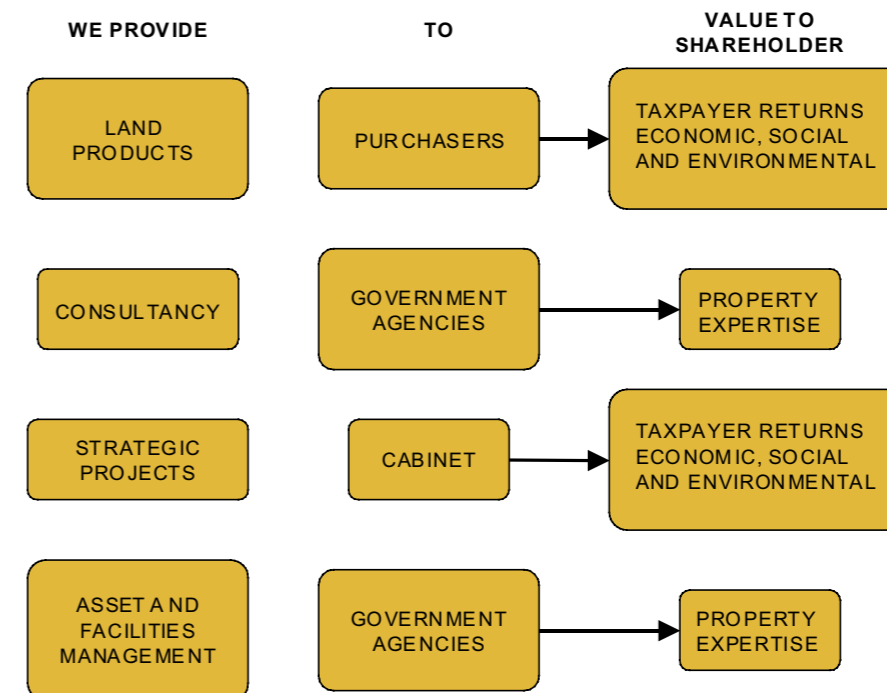 WE PROVIDE
TO
VALUE TO
SHAREHOLDER
LAND
PRODUCTS
PURCHASERS
TAXPAYER RETURNS
ECONOMIC, SOCIAL
AND ENVIRONMENTAL
CONSULTANCY
GOVERNMENT
AGENCIES
PROPERTY
EXPERTISE
STRATEGIC
PROJECTS
CABINET
TAXPAYER RETURNS
ECONOMIC, SOCIAL
AND ENVIRONMENTAL
ASSET AND
FACILITIES
MANAGEMENT
GOVERNMENT
AGENCIES
PROPERTY
EXPERTISE